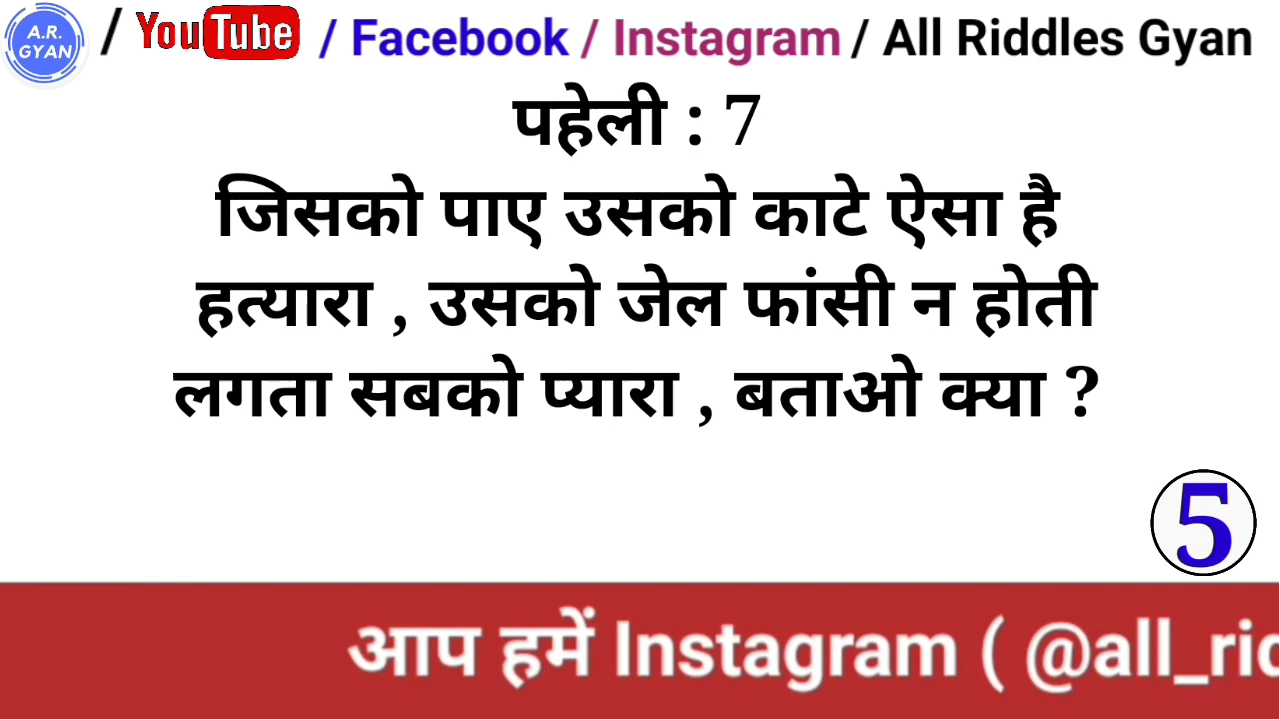 A.R. GYAN / YouTube / Facebook / Instagram / All Riddles Gyan
पहेली : 7
जिसको पाए उसको काटे ऐसा है
हत्यारा , उसको जेल फांसी न होती
लगता सबको प्यारा , बताओ क्या ?
5
आप हमें Instagram ( @all_ric